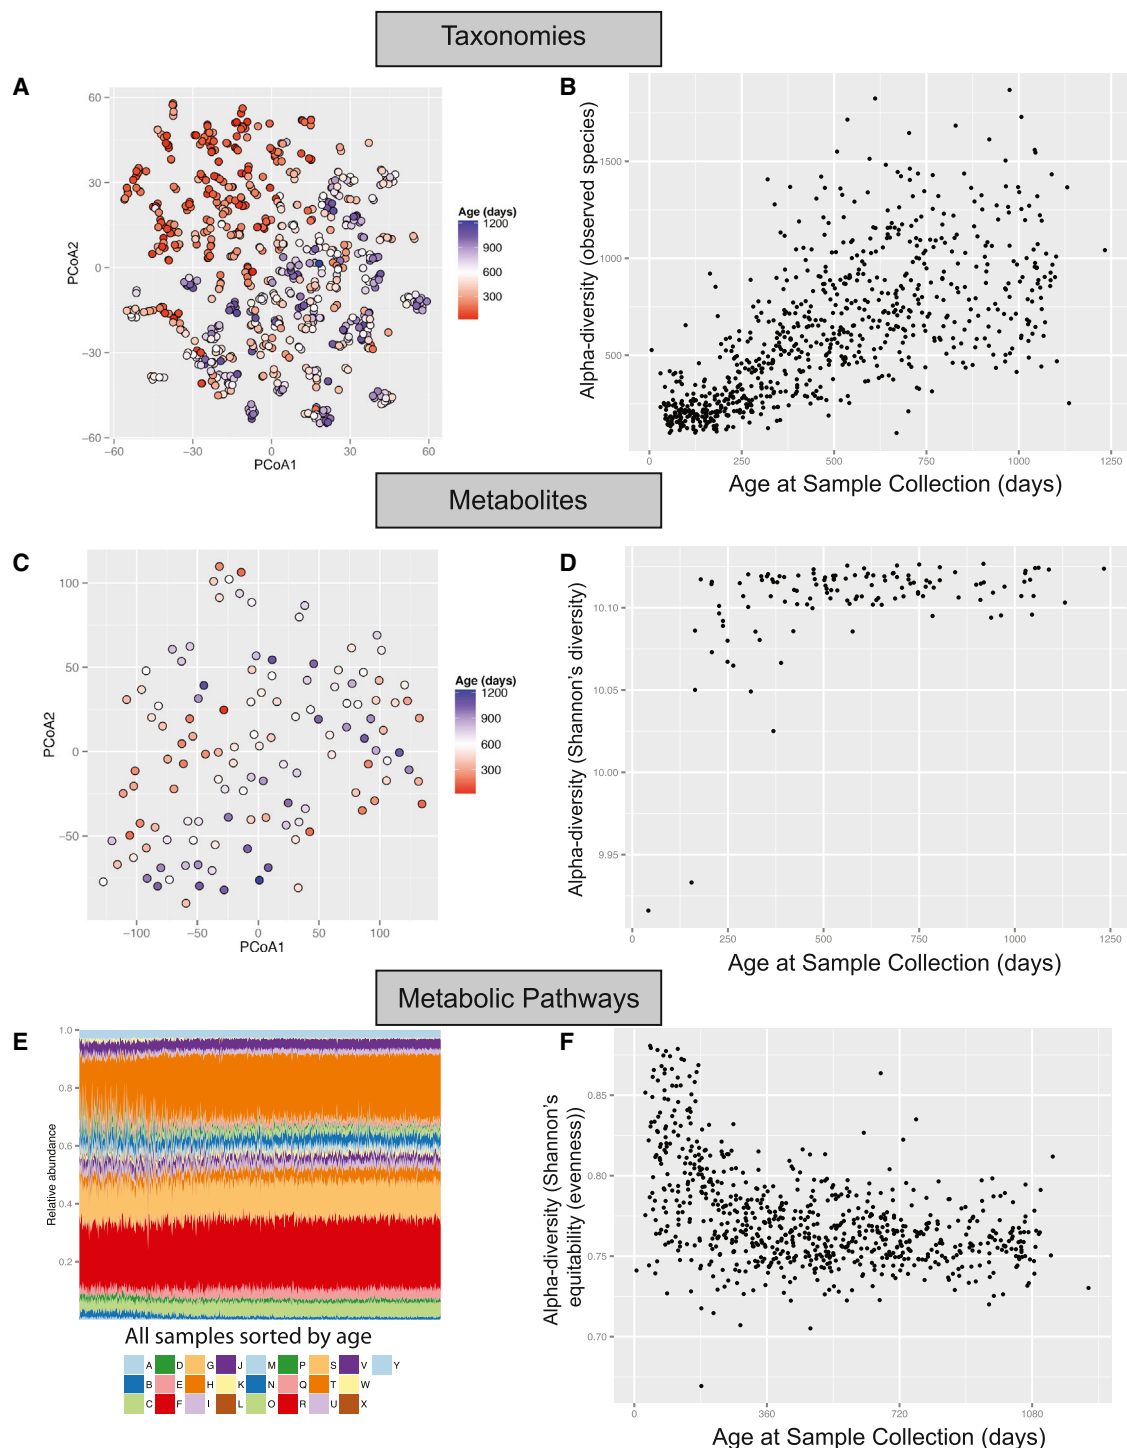 Taxonomies
A
60
30
0
−30
−60
−60
−30
0
30
60
PCoA2
PCoA1
Age (days)
1200
900
600
300
B
1500
1000
500
0
250
500
750
1000
1250
Alpha-diversity (observed species)
Age at Sample Collection (days)
Metabolites
C
100
50
0
−50
−100
−50
0
50
100
PCoA2
PCoA1
Age (days)
1200
900
600
300
D
10.10
10.05
10.00
9.95
0
250
500
750
1000
1250
Alpha-diversity (Shannon's diversity)
Age at Sample Collection (days)
Metabolic Pathways
E
1.0
0.8
0.6
0.4
0.2
Relative abundance
All samples sorted by age
A D G J M P S V Y
B E H K N Q T W
C F I L O R U X
F
0.85
0.80
0.75
0.70
0
360
720
1080
Alpha-diversity (Shannon's
equitability (evenness))
Age at Sample Collection (days)